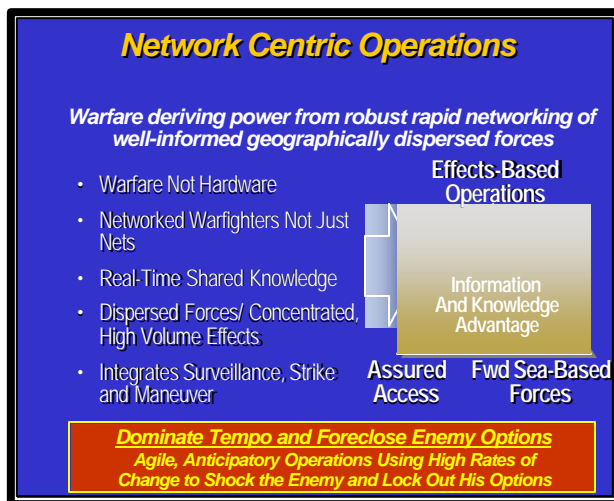 Network Centric Operations
Warfare deriving power from robust rapid networking of
well-informed geographically dispersed forces
• Warfare Not Hardware
• Networked Warfighters Not Just
Nets
• Real-Time Shared Knowledge
• Dispersed Forces/ Concentrated,
High Volume Effects
• Integrates Surveillance, Strike
and Maneuver
Effects-Based
Operations
Information
And Knowledge
Advantage
Assured
Access
Fwd Sea-Based
Forces
Dominate Tempo and Foreclose Enemy Options
Agile, Anticipatory Operations Using High Rates of
Change to Shock the Enemy and Lock Out His Options